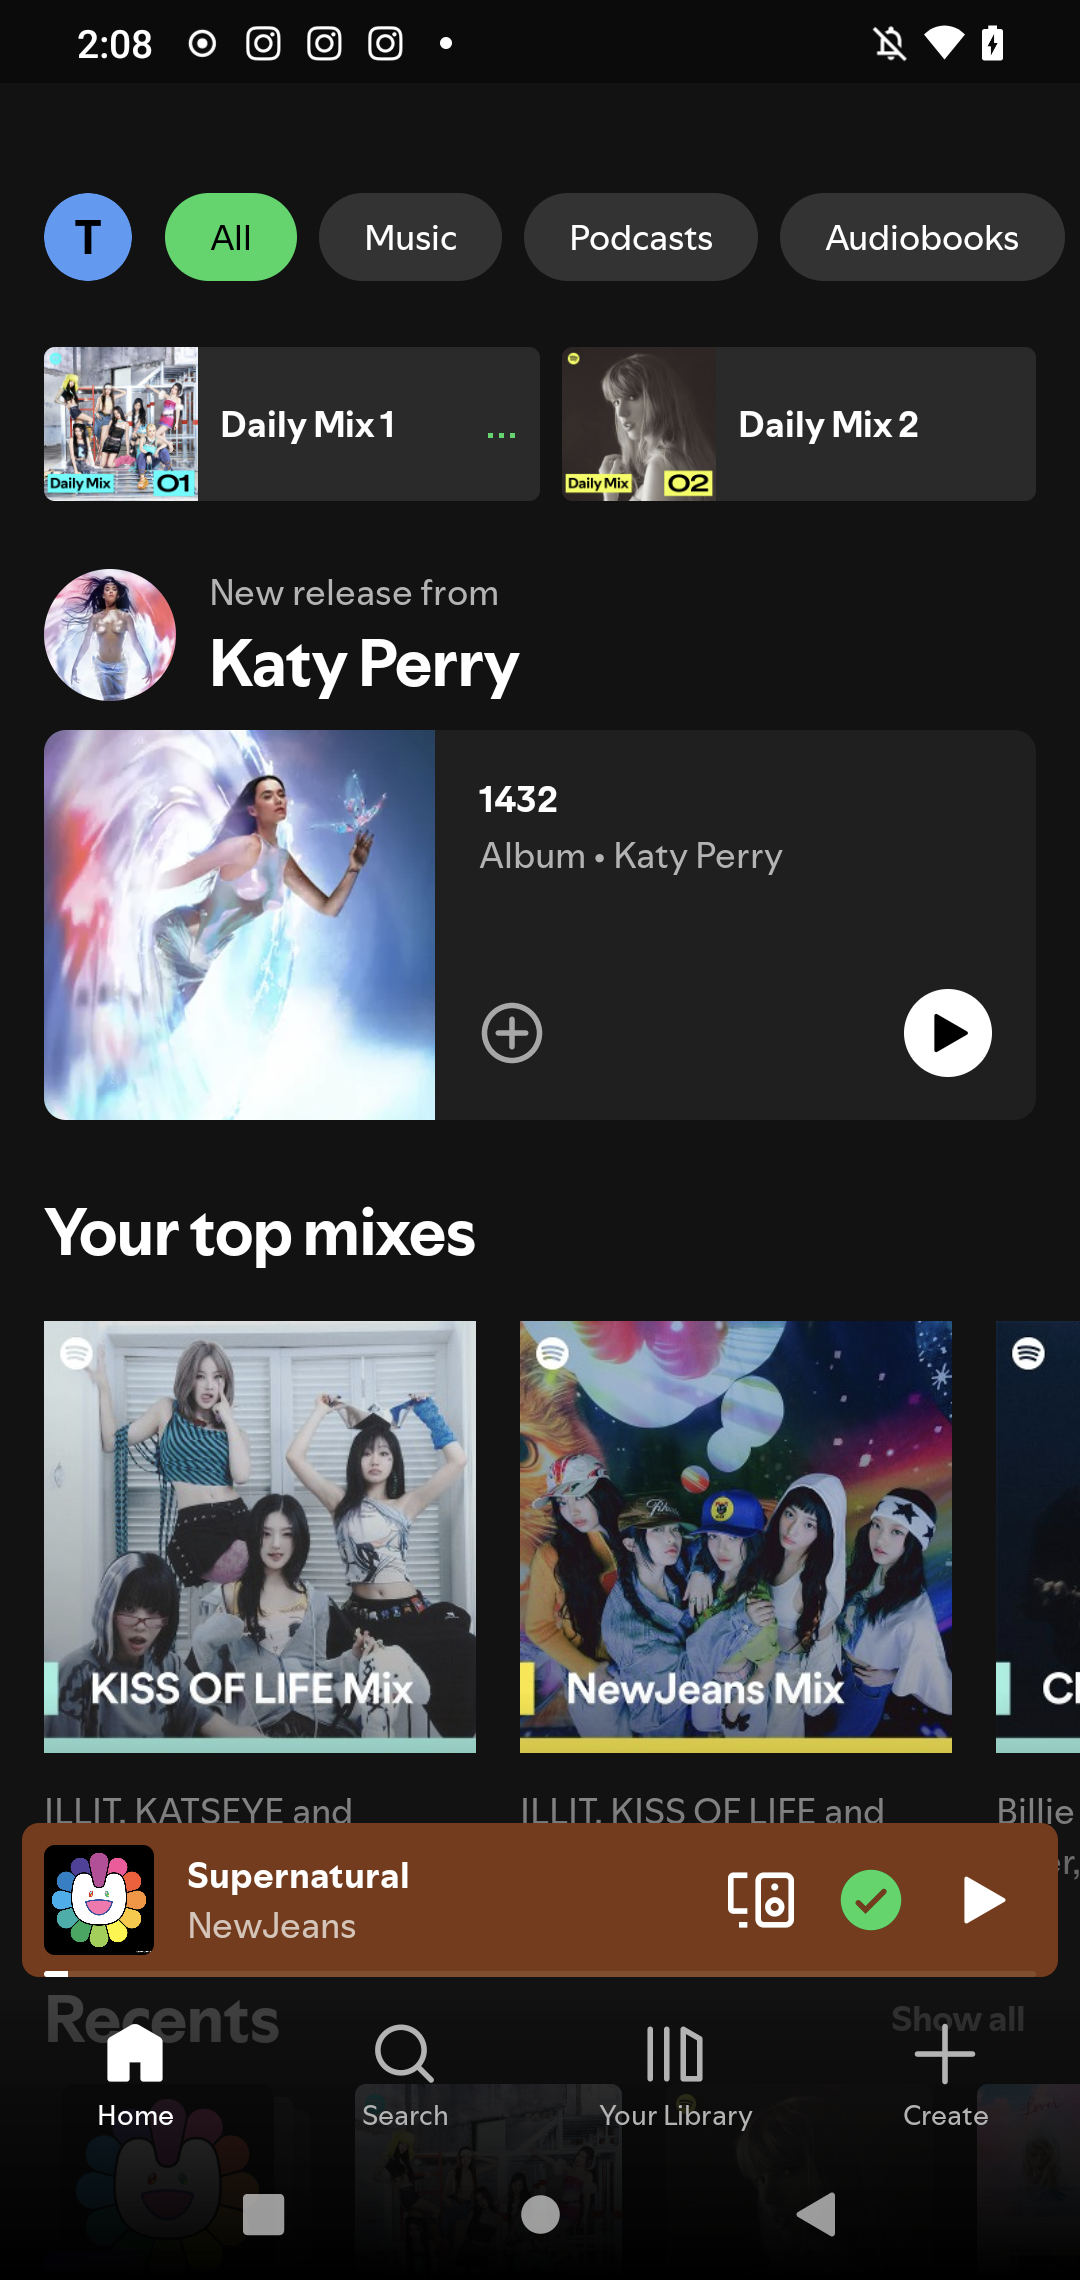 2:08
T
All
Music
Podcasts
Audiobooks
Daily Mix 01
Daily Mix 1
Daily Mix 02
Daily Mix 2
New release from
Katy Perry
1432
Album • Katy Perry
Your top mixes
KISS OF LIFE Mix
NewJeans Mix
ILLIT, KATSEYE and
ILLIT, KISS OF LIFE and
Billie
Supernatural
NewJeans
Recents
Show all
Home
Search
Your Library
Create